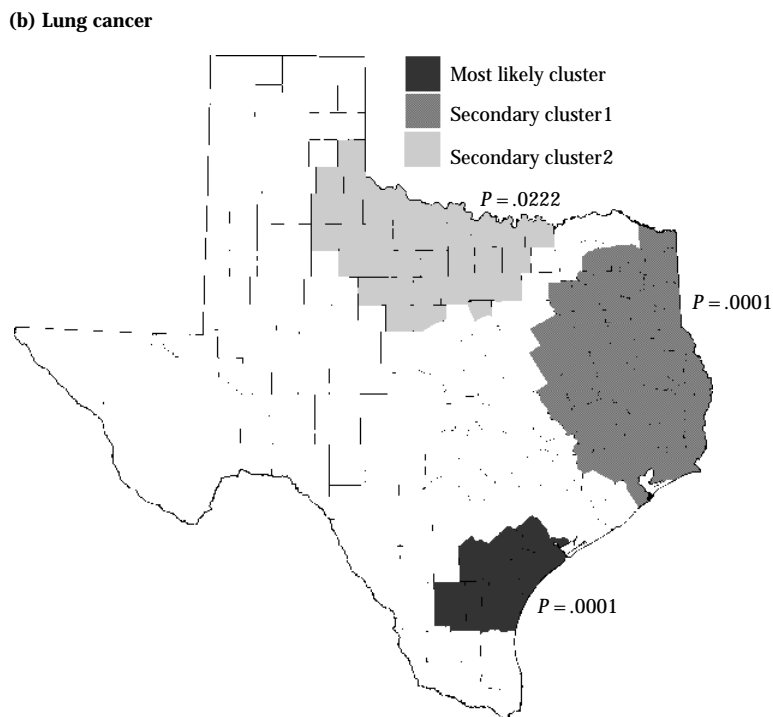 (b) Lung cancer
Most likely cluster
Secondary cluster1
Secondary cluster2
P = .0222
P = .0001
P = .0001